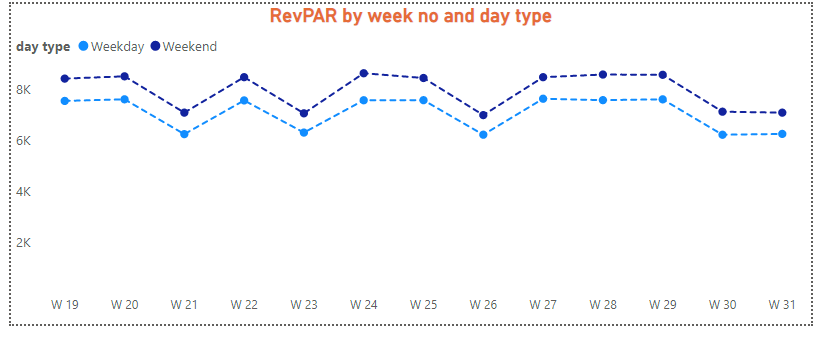 RevPAR by week no and day type
day type Weekday Weekend
8K
6K
4K
2K
W 19 W 20 W 21 W 22 W 23 W 24 W 25 W 26 W 27 W 28 W 29 W 30 W 31